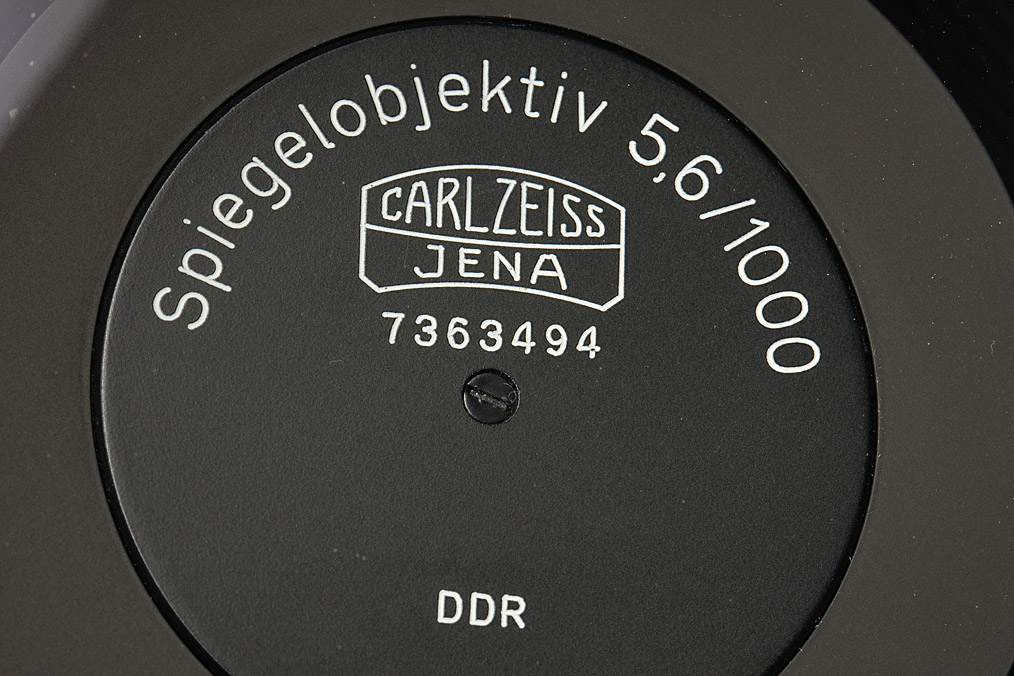 Spiegelobjektiv 5,6/1000
CARL ZEISS
JENA
7363494
DDR